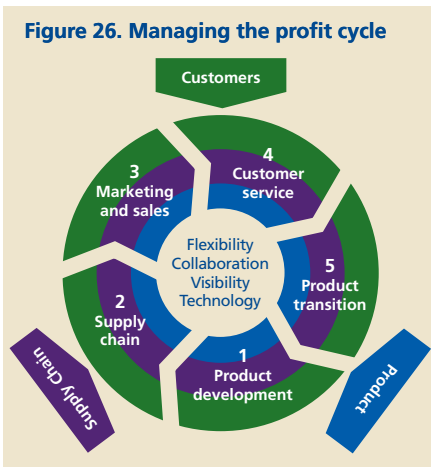 Figure 26. Managing the profit cycle
Customers
3
Marketing
and sales
4
Customer
service
Flexibility
Collaboration
Visibility
Technology
5
Product
transition
2
Supply
chain
1
Product
development
Supply Chain
Product